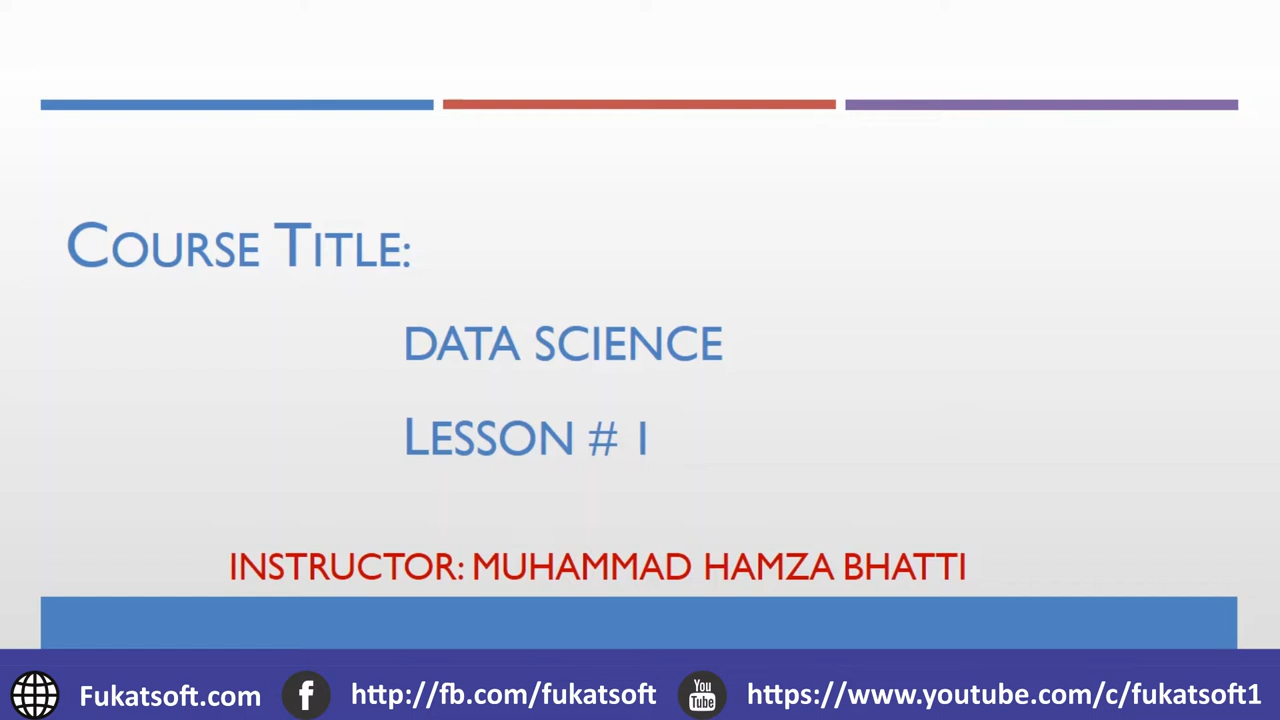 COURSE TITLE:
DATA SCIENCE
LESSON # 1
INSTRUCTOR: MUHAMMAD HAMZA BHATTI
Fukatsoft.com f http://fb.com/fukatsoft You Tube https://www.youtube.com/c/fukatsoft1